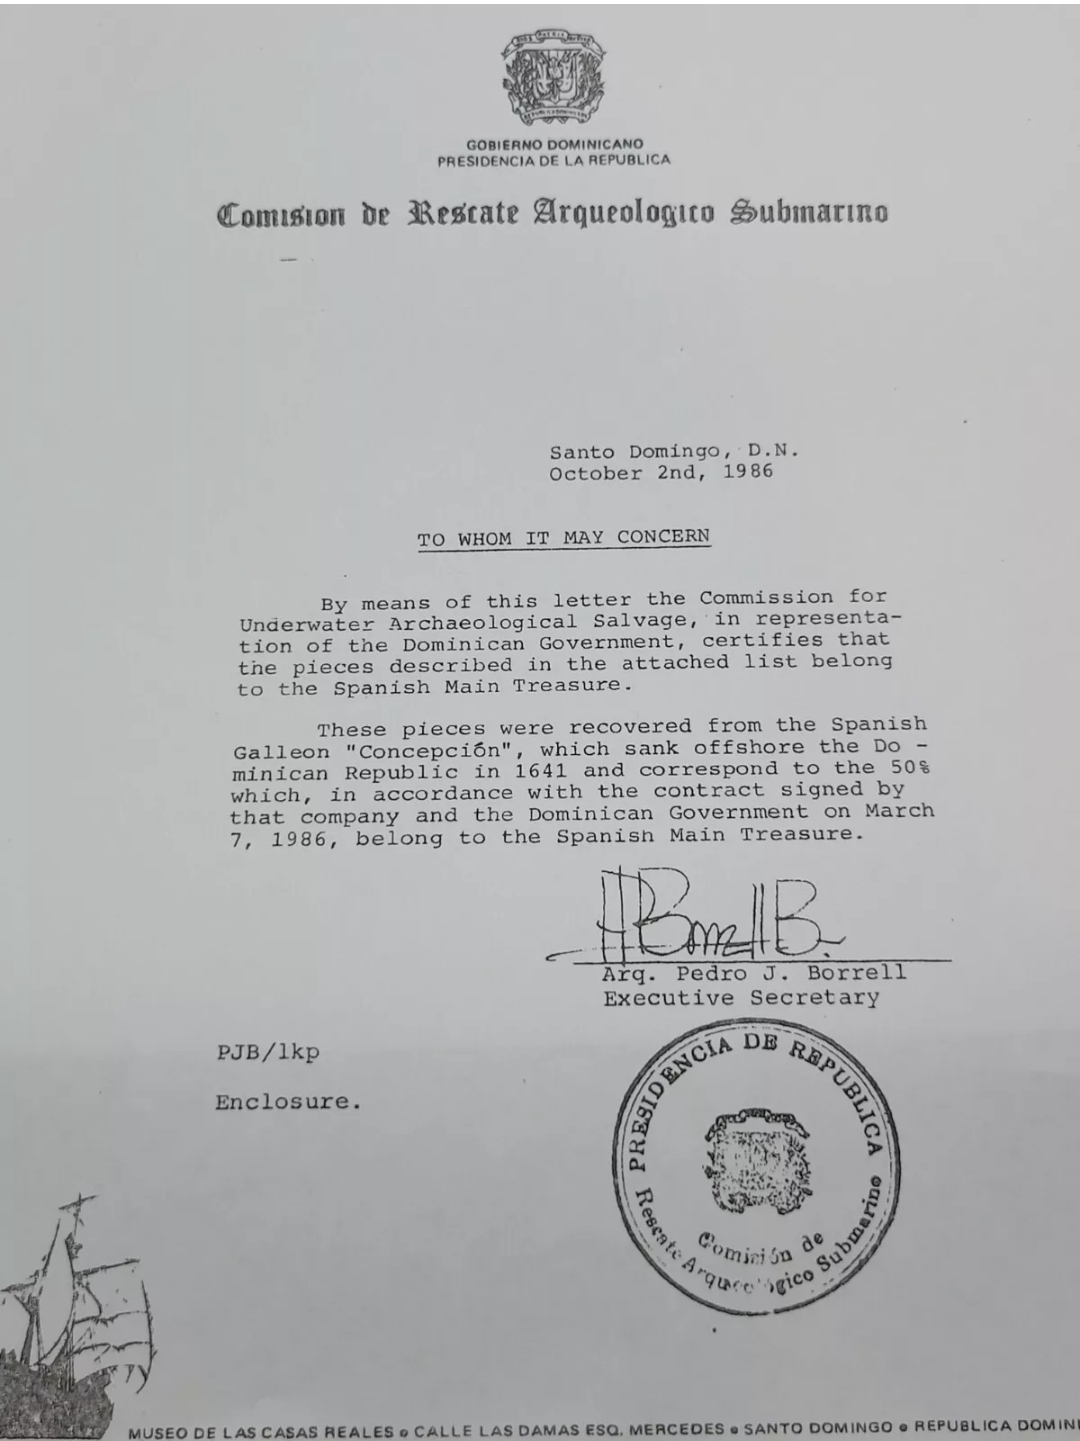 GOBIERNO DOMINICANO
PRESIDENCIA DE LA REPUBLICA
Comision de Rescate Arqueologico Submarino
Santo Domingo, D.N.
October 2nd, 1986
TO WHOM IT MAY CONCERN
By means of this letter the Commission for
Underwater Archaeological Salvage, in representa-
tion of the Dominican Government, certifies that
the pieces described in the attached list belong
to the Spanish Main Treasure.
These pieces were recovered from the Spanish
Galleon "Concepción", which sank offshore the Do -
minican Republic in 1641 and correspond to the 50%
which, in accordance with the contract signed by
that company and the Dominican Government on March
7, 1986, belong to the Spanish Main Treasure.
Arq. Pedro J. Borrell
Executive Secretary
PJB/lkp
Enclosure.
PRESIDENCIA DE REPUBLICA
Comisión de
Rescate Arqueológico Submarino
MUSEO DE LAS CASAS REALES • CALLE LAS DAMAS ESQ. MERCEDES • SANTO DOMINGO • REPUBLICA DOMINI